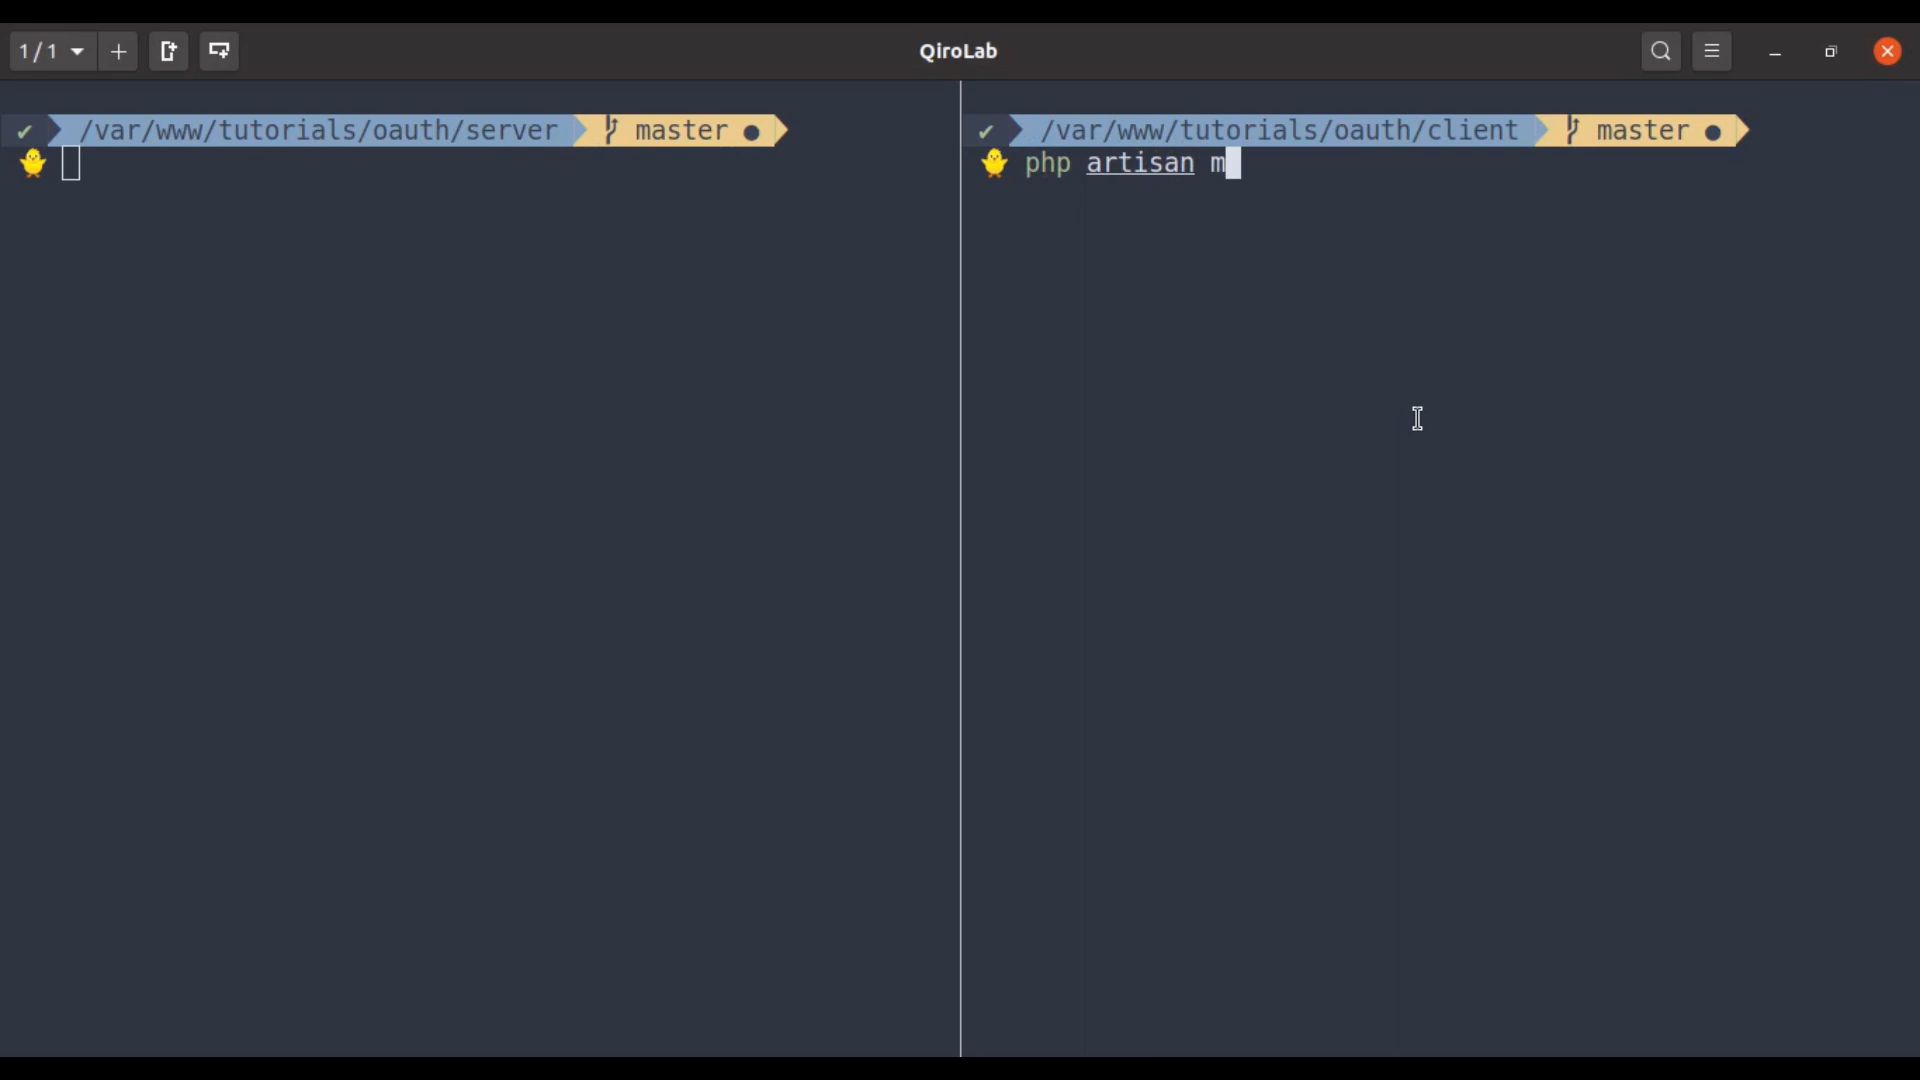 1/1
QiroLab
/var/www/tutorials/oauth/server master
/var/www/tutorials/oauth/client master
php artisan m